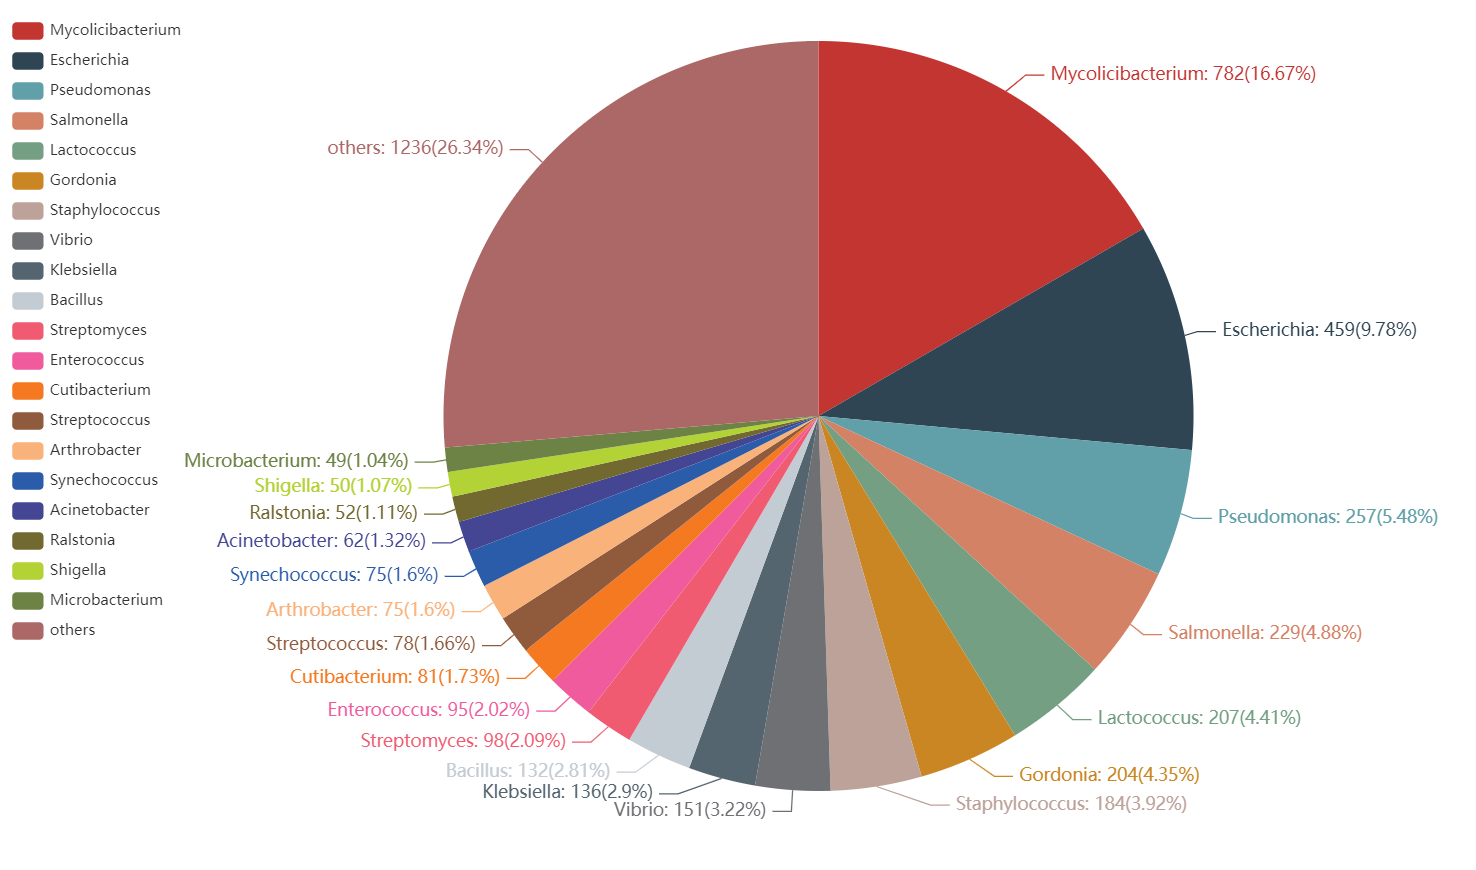 Mycolicibacterium
Escherichia
Pseudomonas
Salmonella
Lactococcus
Gordonia
Staphylococcus
Vibrio
Klebsiella
Bacillus
Streptomyces
Enterococcus
Cutibacterium
Streptococcus
Arthrobacter
Synechococcus
Acinetobacter
Ralstonia
Shigella
Microbacterium
others
Mycolicibacterium: 782(16.67%)
Escherichia: 459(9.78%)
Pseudomonas: 257(5.48%)
Salmonella: 229(4.88%)
Lactococcus: 207(4.41%)
Gordonia: 204(4.35%)
Staphylococcus: 184(3.92%)
Vibrio: 151(3.22%)
Klebsiella: 136(2.9%)
Bacillus: 132(2.81%)
Streptomyces: 98(2.09%)
Enterococcus: 95(2.02%)
Cutibacterium: 81(1.73%)
Streptococcus: 78(1.66%)
Arthrobacter: 75(1.6%)
Synechococcus: 75(1.6%)
Acinetobacter: 62(1.32%)
Ralstonia: 52(1.11%)
Shigella: 50(1.07%)
Microbacterium: 49(1.04%)
others: 1236(26.34%)